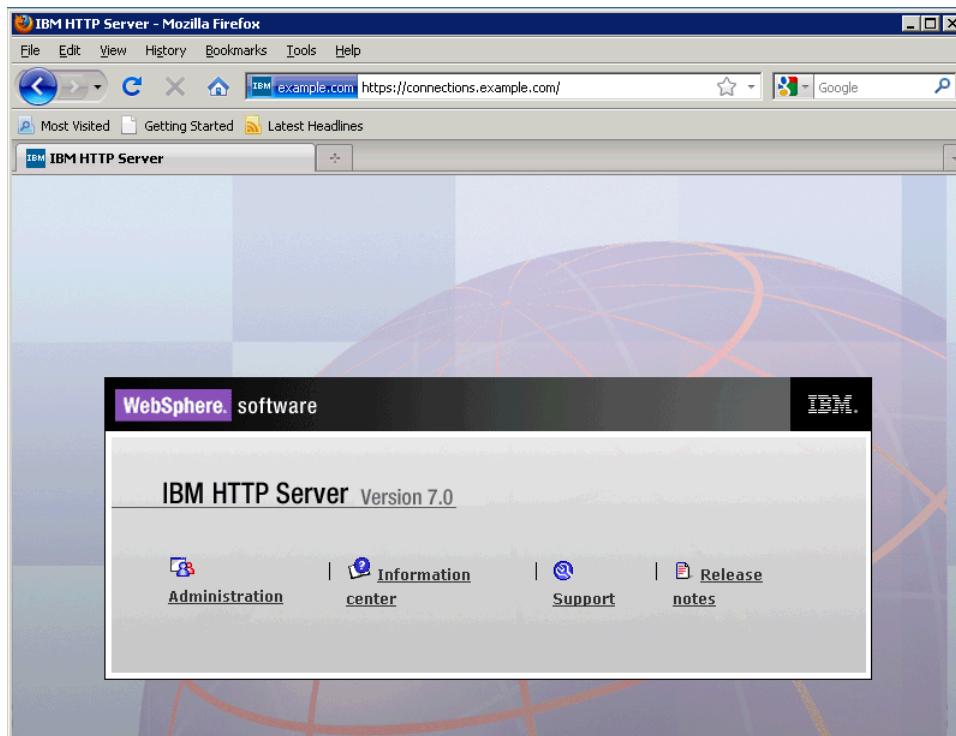 IBM HTTP Server - Mozilla Firefox
File Edit View History Bookmarks Tools Help
IBM example.com https://connections.example.com/ Google
Most Visited Getting Started Latest Headlines
IBM IBM HTTP Server
WebSphere. software IBM.
IBM HTTP Server Version 7.0
Administration | Information center | Support | Release notes